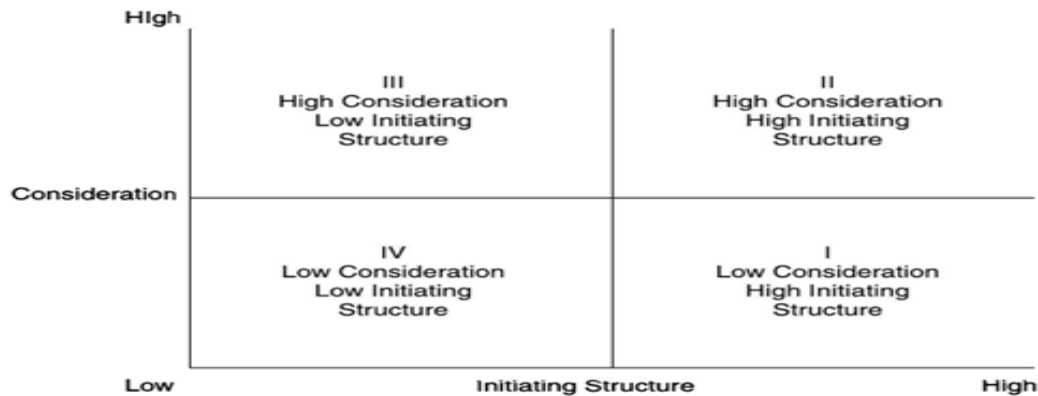 HIgh
III
High Consideration
Low Initiating
Structure
II
High Consideration
High Initiating
Structure
Consideration
IV
Low Consideration
Low Initiating
Structure
I
Low Consideration
High Initiating
Structure
Low
Initiating Structure
High